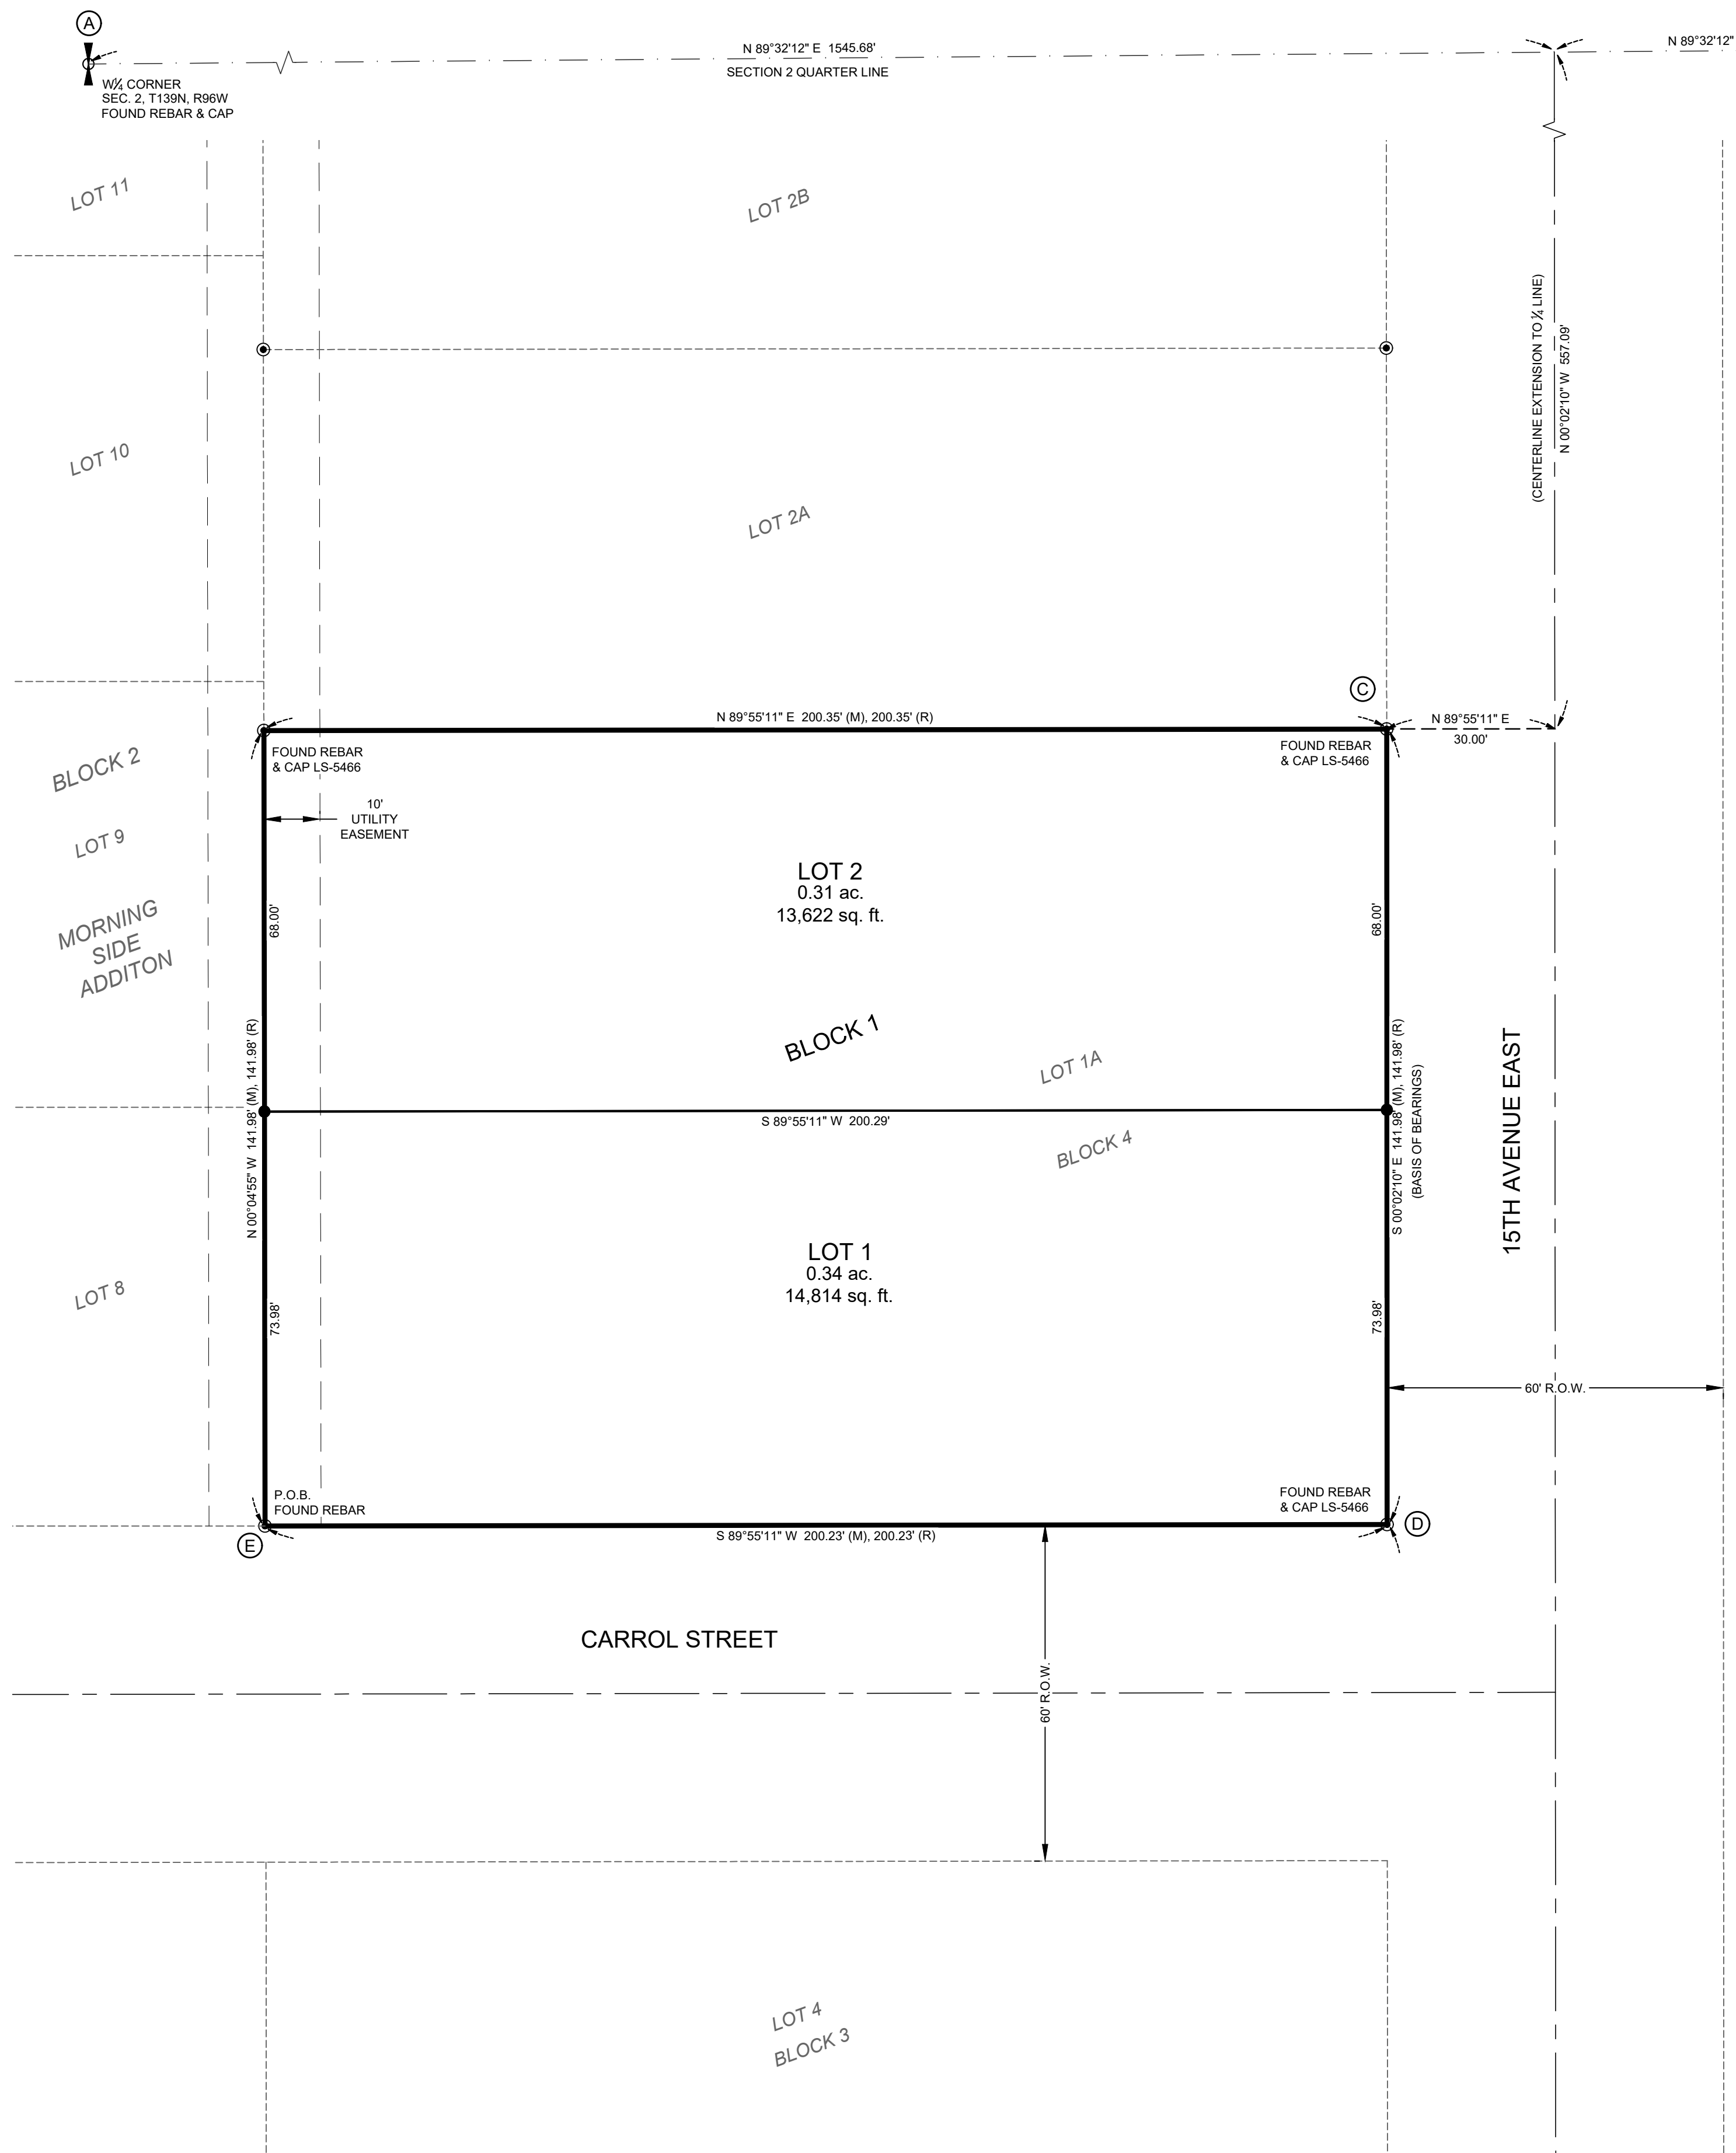 A
N 89°32'12" E 1545.68'
N 89°32'12"
SECTION 2 QUARTER LINE
W¼ CORNER
SEC. 2, T139N, R96W
FOUND REBAR & CAP
LOT 11
LOT 2B
(CENTERLINE EXTENSION TO ¼ LINE)
N 00°02'10" W 557.09'
LOT 10
LOT 2A
C
N 89°55'11" E 200.35' (M), 200.35' (R)
N 89°55'11" E
30.00'
FOUND REBAR
& CAP LS-5466
FOUND REBAR
& CAP LS-5466
BLOCK 2
10'
UTILITY
EASEMENT
LOT 9
LOT 2
0.31 ac.
13,622 sq. ft.
68.00'
68.00'
MORNING
SIDE
ADDITON
BLOCK 1
LOT 1A
N 00°04'55" W 141.98' (M), 141.98' (R)
S 00°02'10" E 141.98' (M), 141.98' (R)
(BASIS OF BEARINGS)
15TH AVENUE EAST
S 89°55'11" W 200.29'
BLOCK 4
LOT 1
0.34 ac.
14,814 sq. ft.
LOT 8
73.98'
73.98'
60' R.O.W.
P.O.B.
FOUND REBAR
FOUND REBAR
& CAP LS-5466
E
S 89°55'11" W 200.23' (M), 200.23' (R)
D
CARROL STREET
60' R.O.W.
LOT 4
BLOCK 3